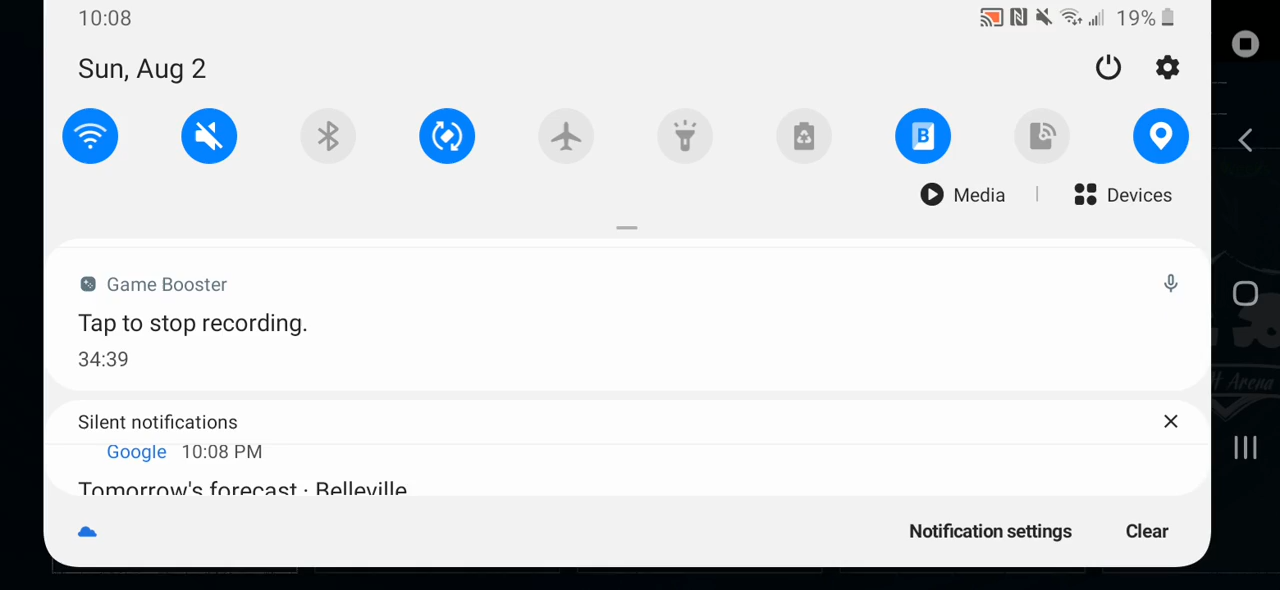 10:08
19%
Sun, Aug 2
B
Media | Devices
Game Booster
Tap to stop recording.
34:39
Silent notifications
Google 10:08 PM
Tomorrow's forecast · Belleville
Notification settings Clear
Arena